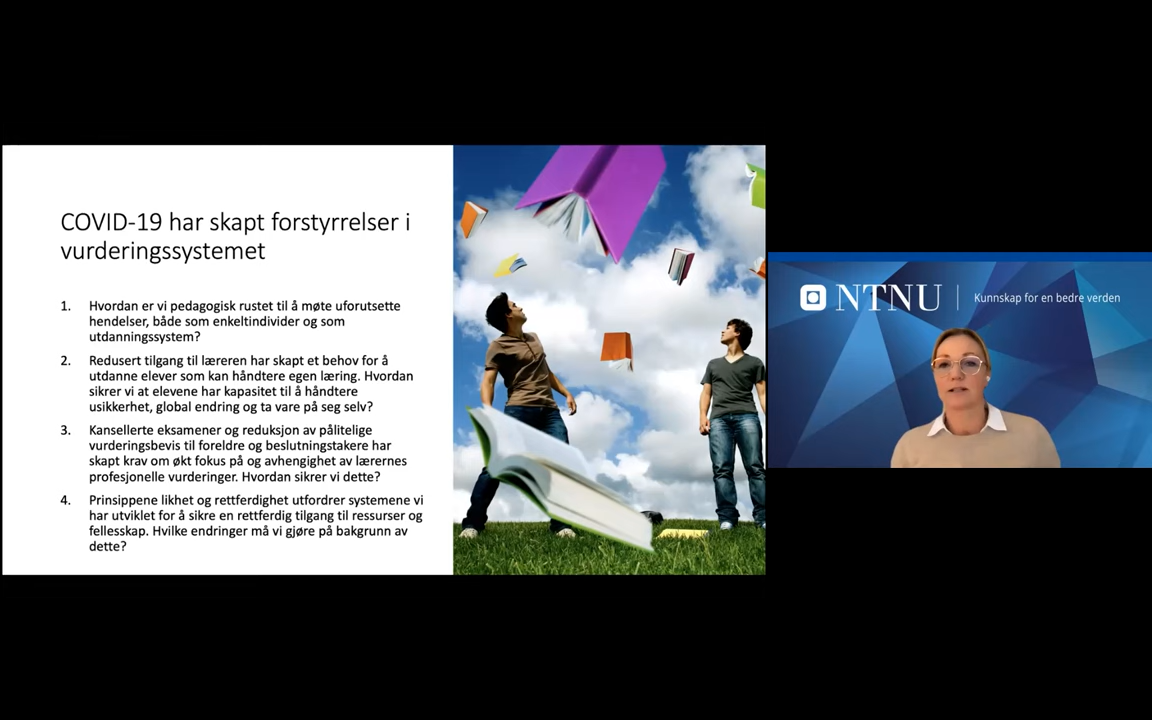 COVID-19 har skapt forstyrrelser i
vurderingssystemet
1. Hvordan er vi pedagogisk rustet til å møte uforutsette
hendelser, både som enkeltindivider og som
utdanningssystem?
2. Redusert tilgang til læreren har skapt et behov for å
utdanne elever som kan håndtere egen læring. Hvordan
sikrer vi at elevene har kapasitet til å håndtere
usikkerhet, global endring og ta vare på seg selv?
3. Kansellerte eksamener og reduksjon av pålitelige
vurderingsbevis til foreldre og beslutningstakere har
skapt krav om økt fokus på og avhengighet av lærernes
profesjonelle vurderinger. Hvordan sikrer vi dette?
4. Prinsippene likhet og rettferdighet utfordrer systemene vi
har utviklet for å sikre en rettferdig tilgang til ressurser og
fellesskap. Hvilke endringer må vi gjøre på bakgrunn av
dette?
NTNU
Kunnskap for en bedre verden